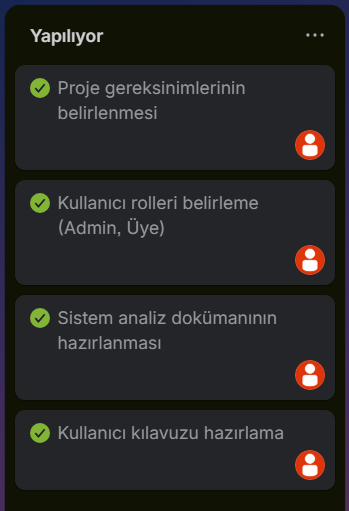 Yapılıyor
Proje gereksinimlerinin
belirlenmesi
Kullanıcı rolleri belirleme
(Admin, Üye)
Sistem analiz dokümanının
hazırlanması
Kullanıcı kılavuzu hazırlama